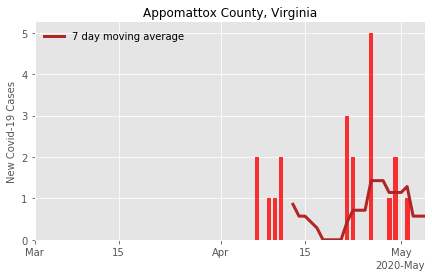 Appomattox County, Virginia
7 day moving average
New Covid-19 Cases
5
4
3
2
1
0
Mar 15 Apr 15 May
2020-May